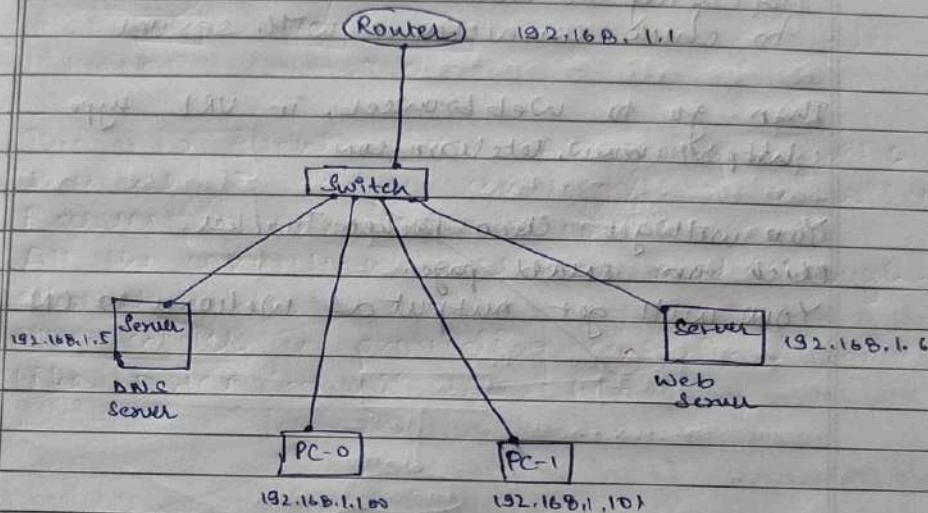 Router 192.168.1.1
Switch
Server
192.168.1.5
DNS
Server
Server
192.168.1.6
Web
Server
PC-0
192.168.1.100
PC-1
192.168.1.101